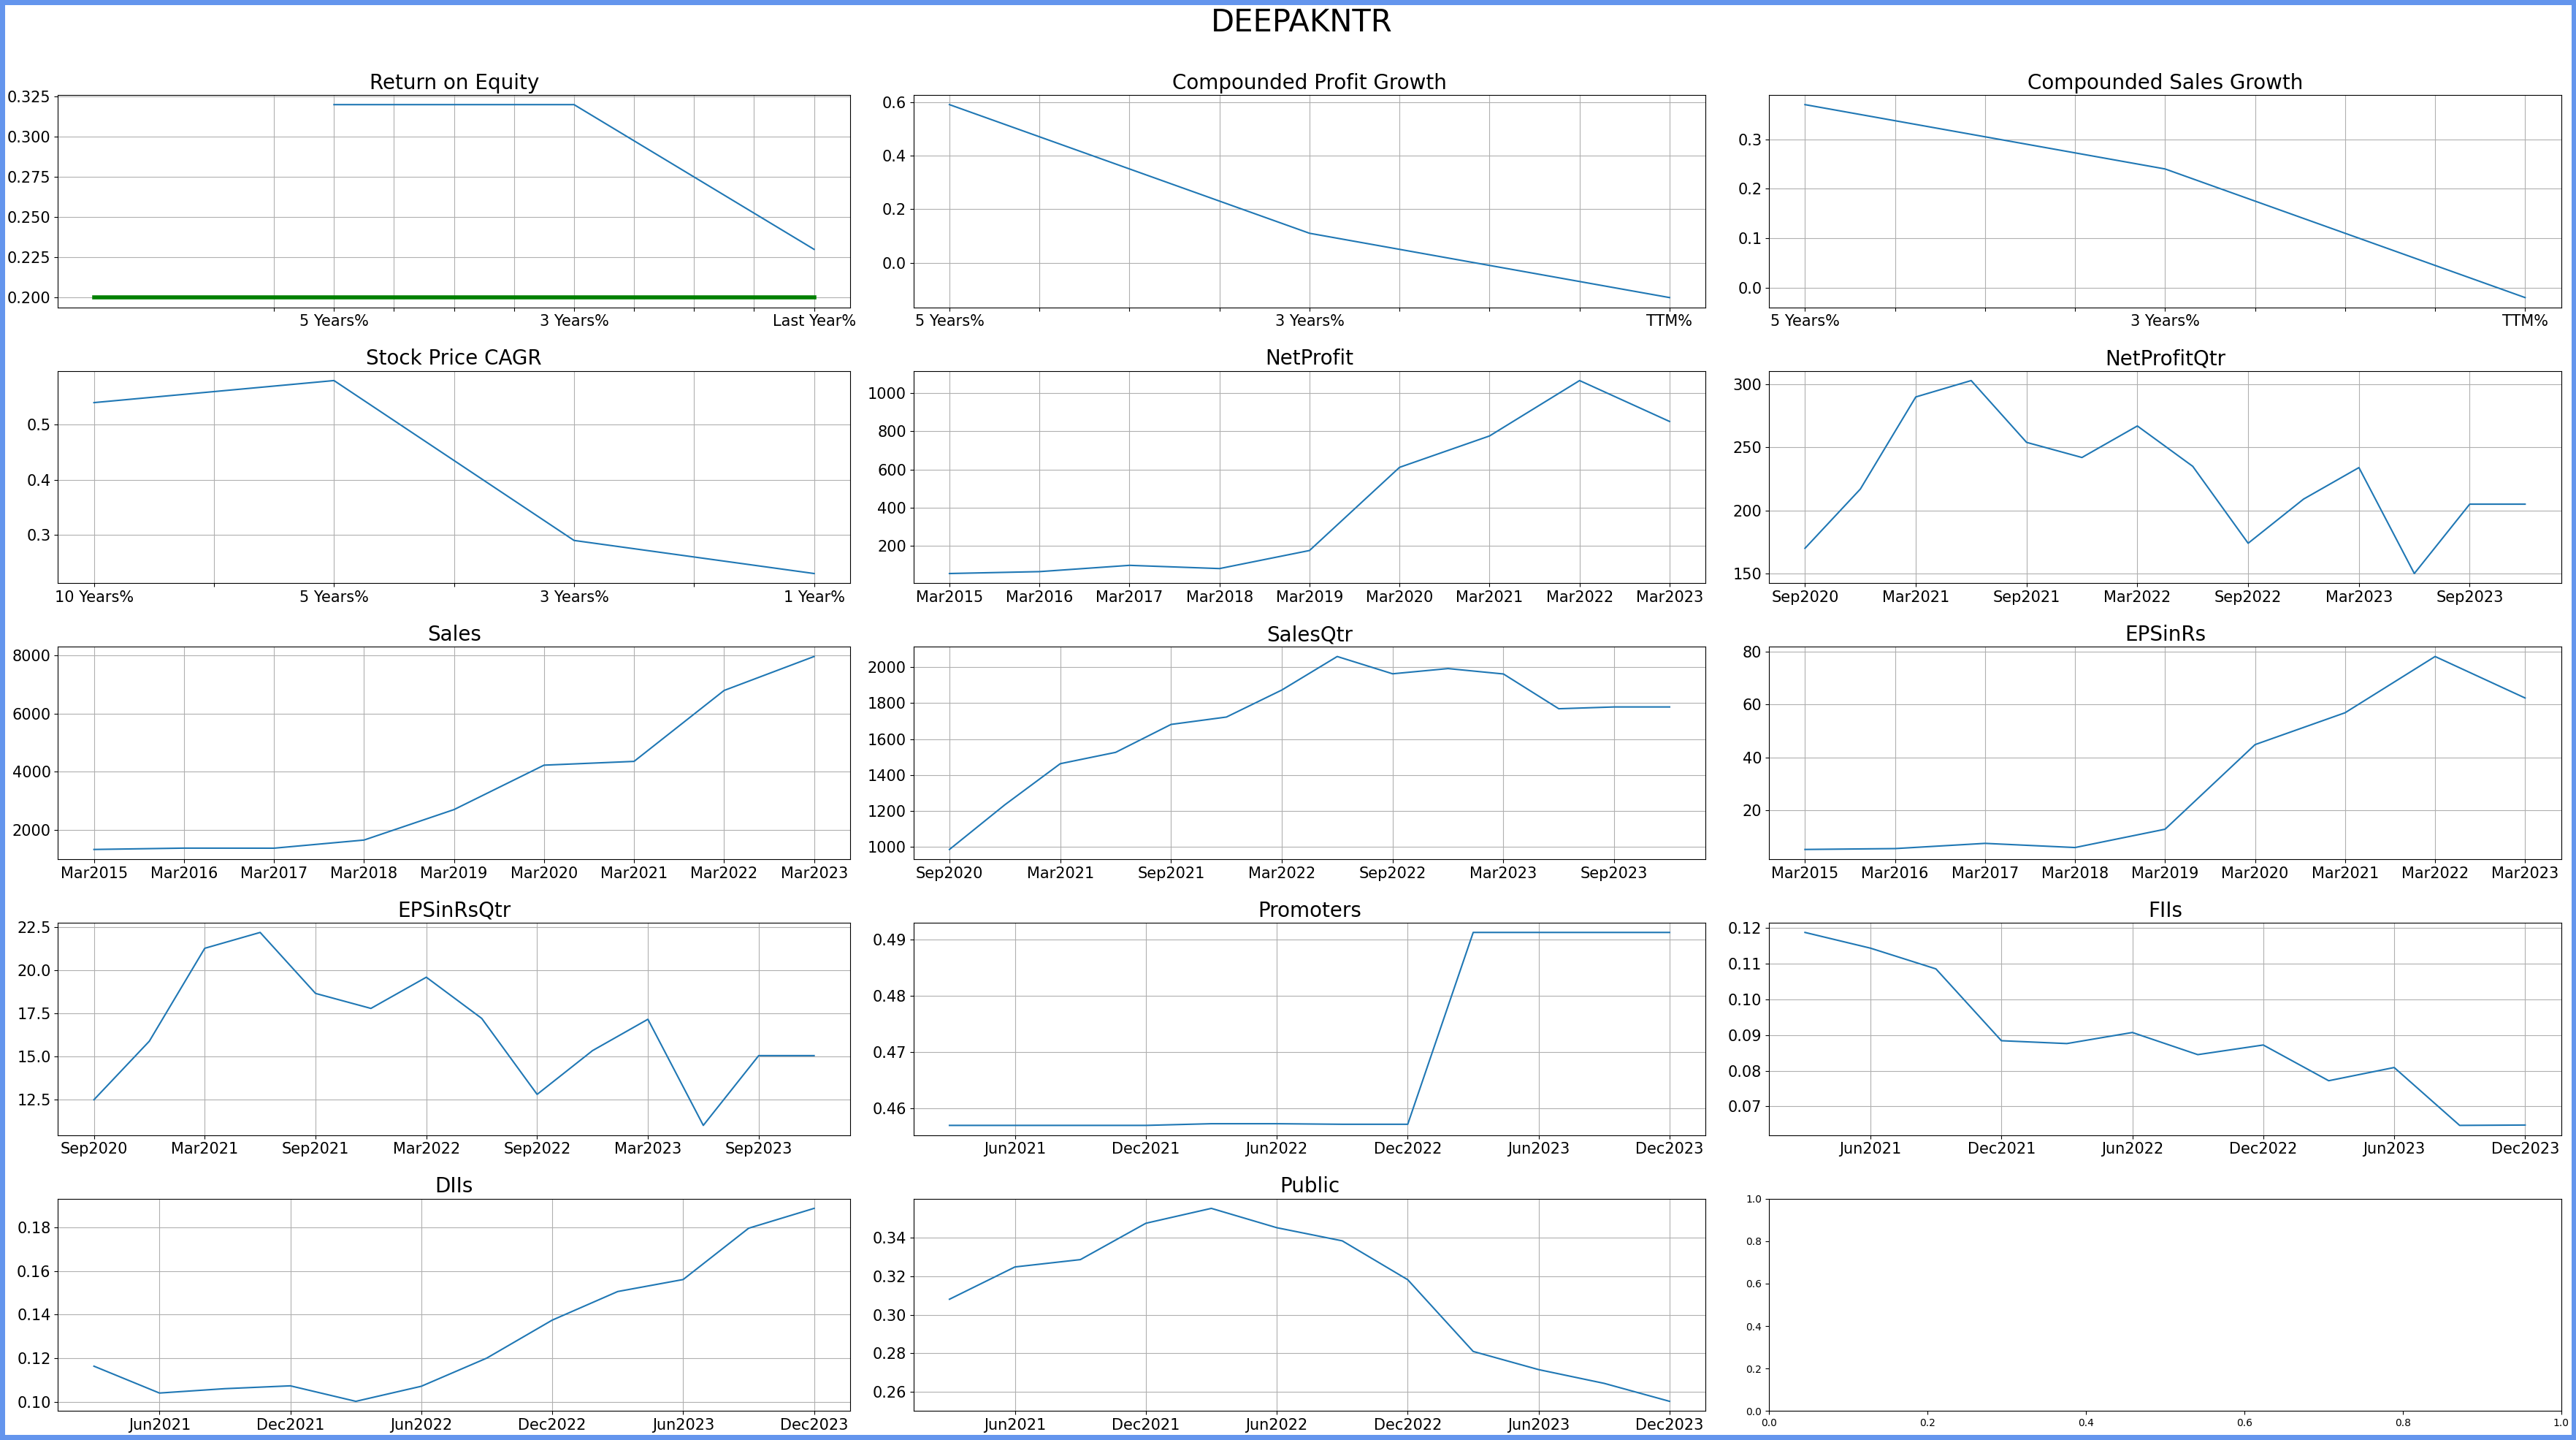 DEEPAKNTR
Return on Equity
0.325
0.300
0.275
0.250
0.225
0.200
5 Years% 3 Years% Last Year%
Compounded Profit Growth
0.6
0.4
0.2
0.0
5 Years% 3 Years% TTM%
Compounded Sales Growth
0.3
0.2
0.1
0.0
5 Years% 3 Years% TTM%
Stock Price CAGR
0.5
0.4
0.3
10 Years% 5 Years% 3 Years% 1 Year%
NetProfit
1000
800
600
400
200
Mar2015 Mar2016 Mar2017 Mar2018 Mar2019 Mar2020 Mar2021 Mar2022 Mar2023
NetProfitQtr
300
250
200
150
Sep2020 Mar2021 Sep2021 Mar2022 Sep2022 Mar2023 Sep2023
Sales
8000
6000
4000
2000
Mar2015 Mar2016 Mar2017 Mar2018 Mar2019 Mar2020 Mar2021 Mar2022 Mar2023
SalesQtr
2000
1800
1600
1400
1200
1000
Sep2020 Mar2021 Sep2021 Mar2022 Sep2022 Mar2023 Sep2023
EPSinRs
80
60
40
20
Mar2015 Mar2016 Mar2017 Mar2018 Mar2019 Mar2020 Mar2021 Mar2022 Mar2023
EPSinRsQtr
22.5
20.0
17.5
15.0
12.5
Sep2020 Mar2021 Sep2021 Mar2022 Sep2022 Mar2023 Sep2023
Promoters
0.49
0.48
0.47
0.46
Jun2021 Dec2021 Jun2022 Dec2022 Jun2023 Dec2023
FIIs
0.12
0.11
0.10
0.09
0.08
0.07
Jun2021 Dec2021 Jun2022 Dec2022 Jun2023 Dec2023
DIIs
0.18
0.16
0.14
0.12
0.10
Jun2021 Dec2021 Jun2022 Dec2022 Jun2023 Dec2023
Public
0.34
0.32
0.30
0.28
0.26
Jun2021 Dec2021 Jun2022 Dec2022 Jun2023 Dec2023
1.0
0.8
0.6
0.4
0.2
0.0
0.0 0.2 0.4 0.6 0.8 1.0